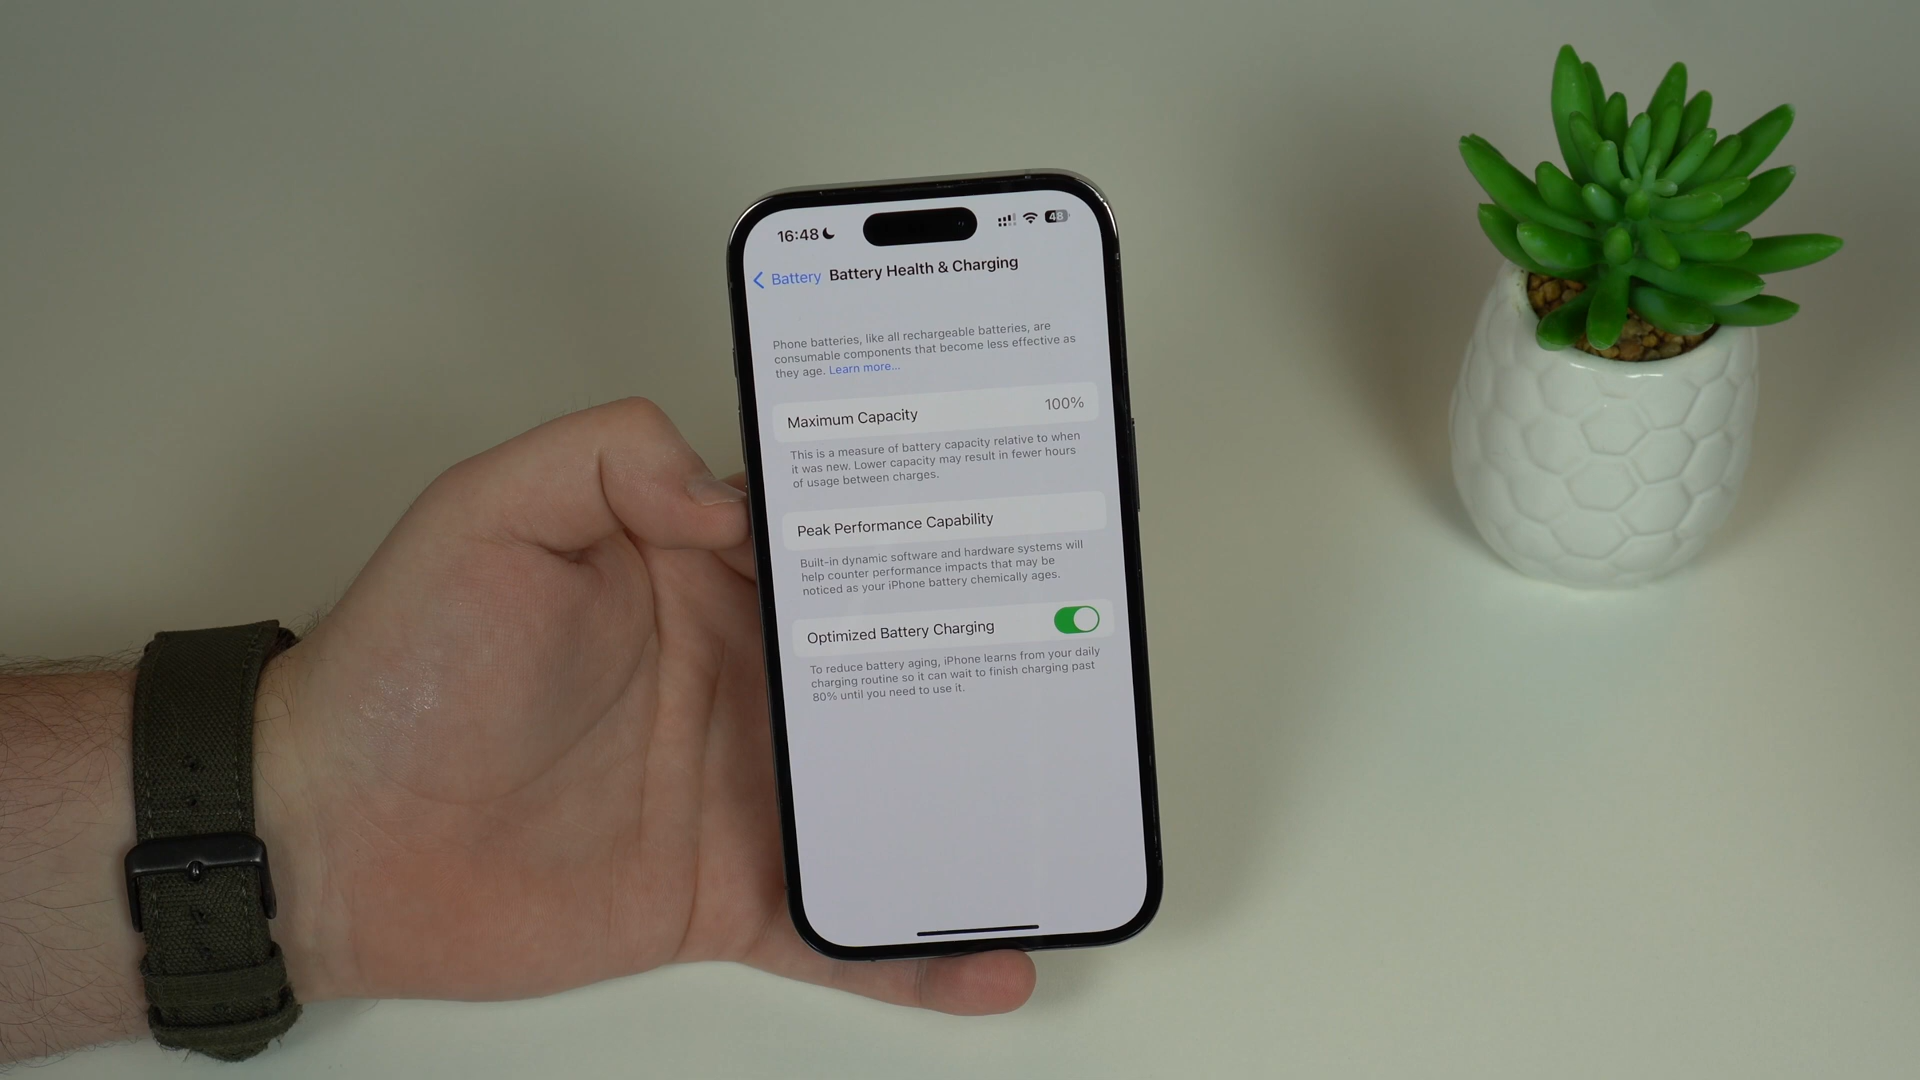 16:48
48
Battery Battery Health & Charging
Phone batteries, like all rechargeable batteries, are
consumable components that become less effective as
they age. Learn more...
Maximum Capacity 100%
This is a measure of battery capacity relative to when
it was new. Lower capacity may result in fewer hours
of usage between charges.
Peak Performance Capability
Built-in dynamic software and hardware systems will
help counter performance impacts that may be
noticed as your iPhone battery chemically ages.
Optimized Battery Charging
To reduce battery aging, iPhone learns from your daily
charging routine so it can wait to finish charging past
80% until you need to use it.